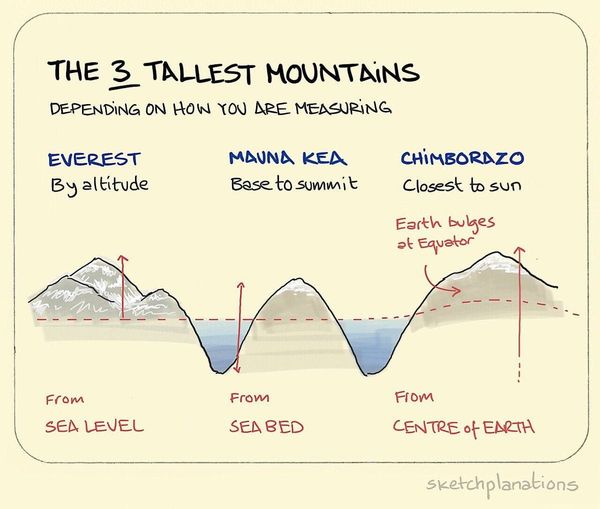 THE 3 TALLEST MOUNTAINS
DEPENDING ON HOW YOU ARE MEASURING
EVEREST
By altitude
MAUNA KEA
Base to summit
CHIMBORAZO
Closest to sun
Earth bulges
at Equator
From
SEA LEVEL
From
SEA BED
From
CENTRE of EARTH
sketchplanations